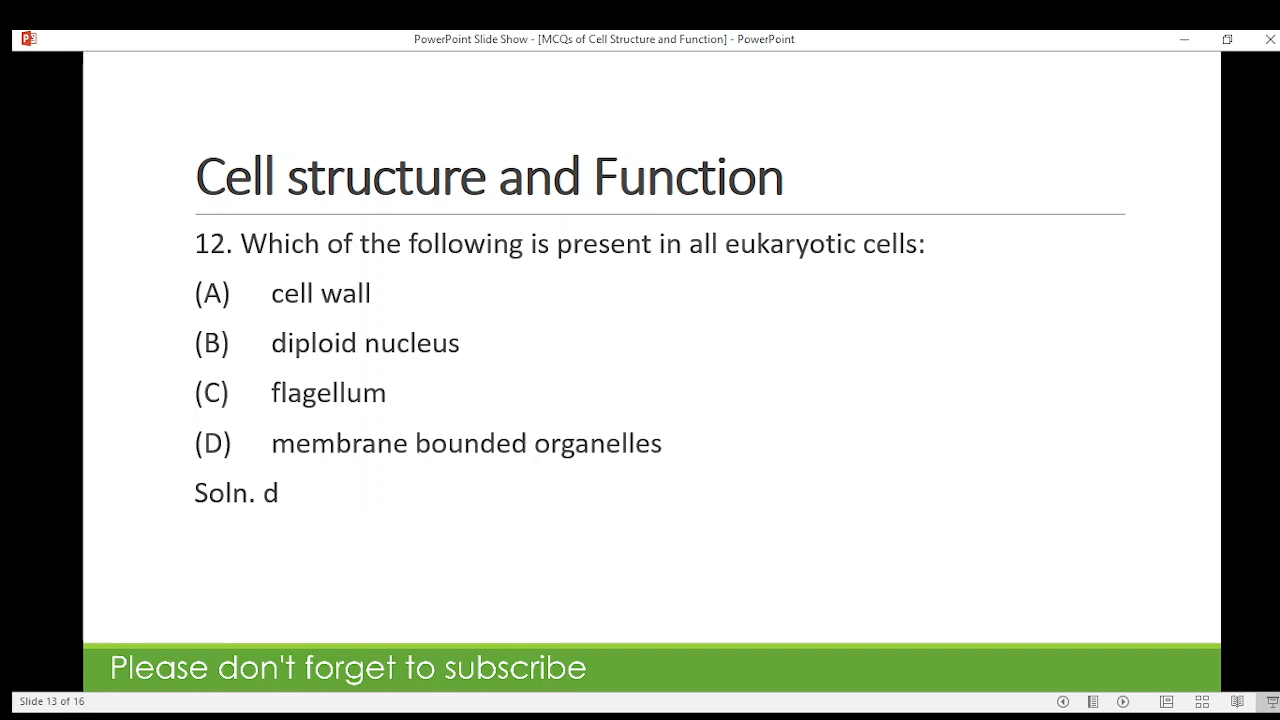 PowerPoint Slide Show - [MCQs of Cell Structure and Function] - PowerPoint
Cell structure and Function
12. Which of the following is present in all eukaryotic cells:
(A) cell wall
(B) diploid nucleus
(C) flagellum
(D) membrane bounded organelles
Soln. d
Please don't forget to subscribe
Slide 13 of 16